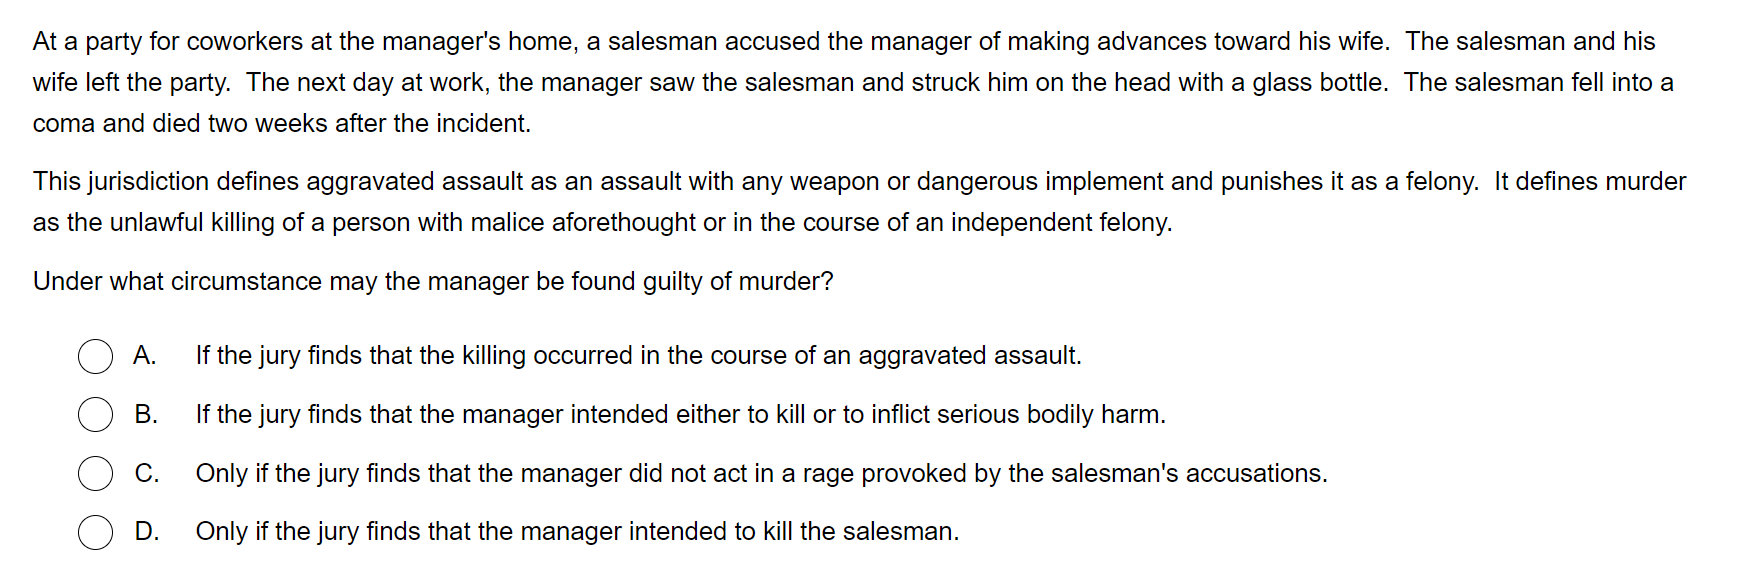 At a party for coworkers at the manager's home, a salesman accused the manager of making advances toward his wife.  The salesman and his
wife left the party.  The next day at work, the manager saw the salesman and struck him on the head with a glass bottle.  The salesman fell into a
coma and died two weeks after the incident.
This jurisdiction defines aggravated assault as an assault with any weapon or dangerous implement and punishes it as a felony.  It defines murder
as the unlawful killing of a person with malice aforethought or in the course of an independent felony.
Under what circumstance may the manager be found guilty of murder?
A. If the jury finds that the killing occurred in the course of an aggravated assault.
B. If the jury finds that the manager intended either to kill or to inflict serious bodily harm.
C. Only if the jury finds that the manager did not act in a rage provoked by the salesman's accusations.
D. Only if the jury finds that the manager intended to kill the salesman.